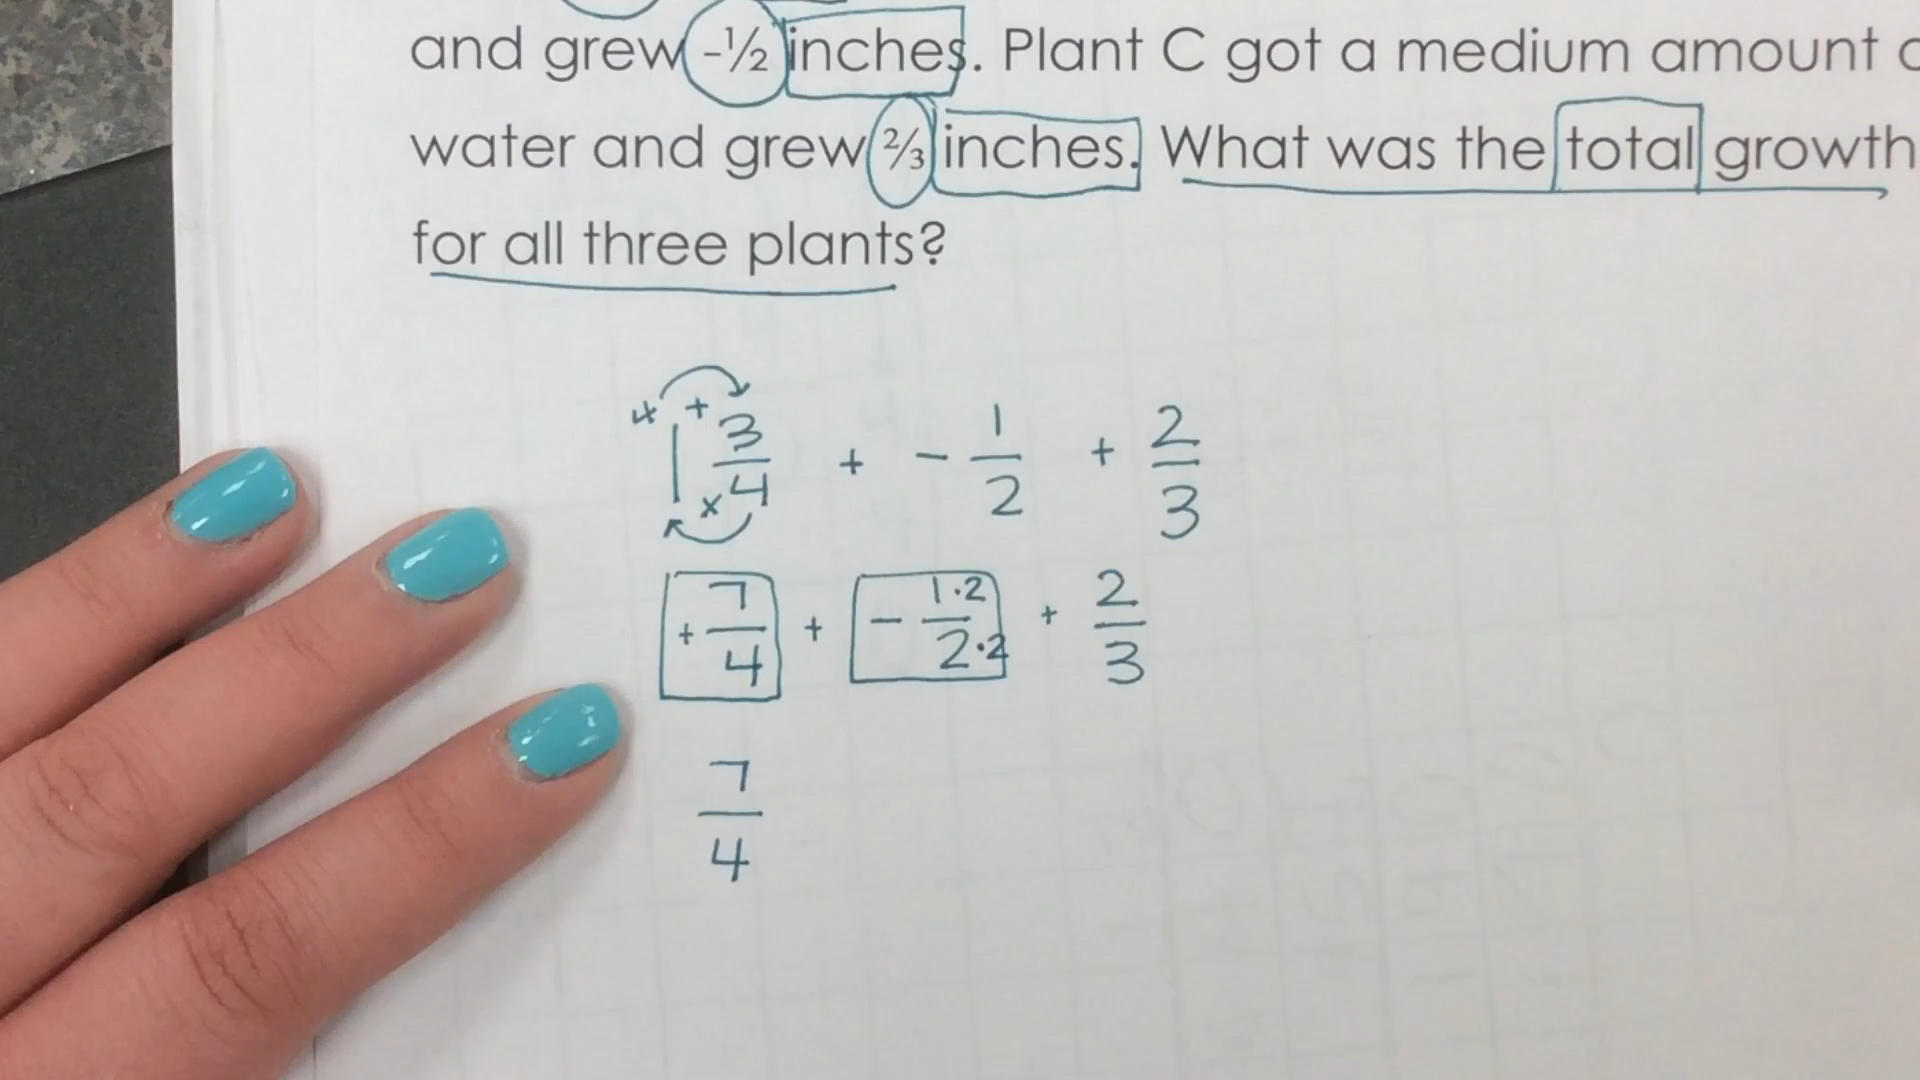 and grew -½ inches. Plant C got a medium amount
water and grew ⅔ inches. What was the total growth
for all three plants?
4 + 1 3/4 × + - 1/2 + 2/3
+ 7/4 + - 1·2/2·2 + 2/3
7/4